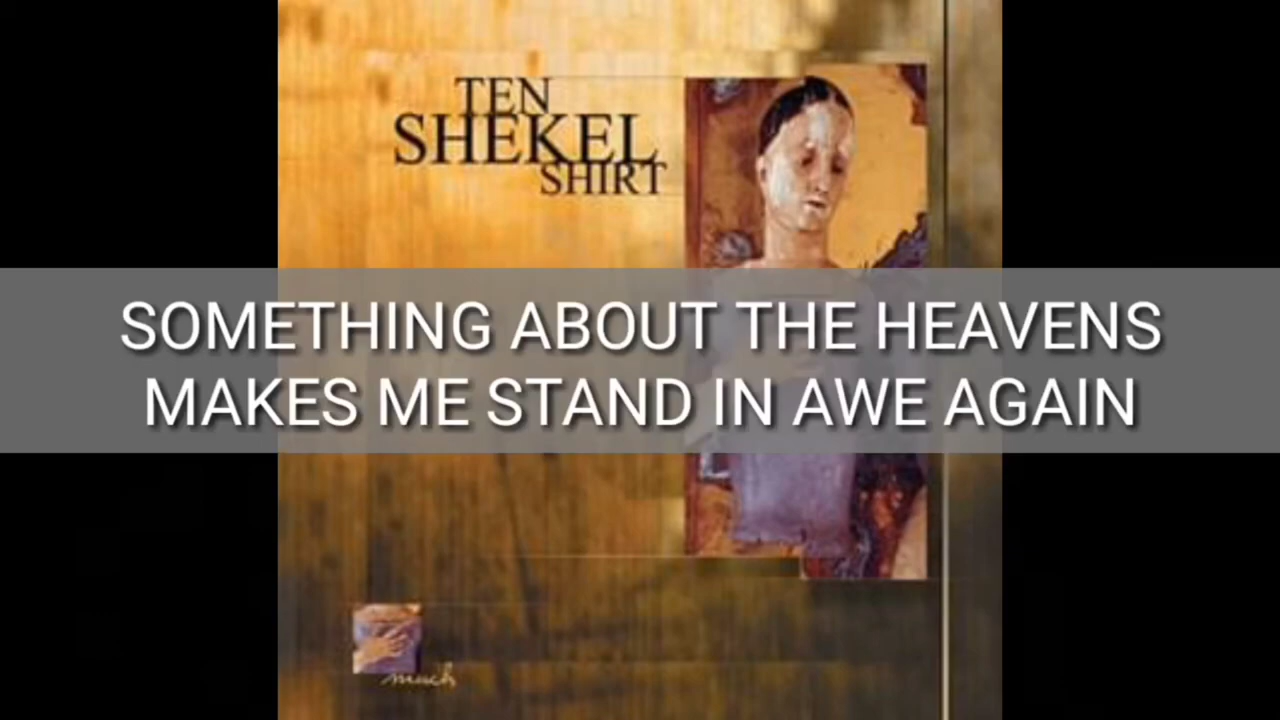 TEN
SHEKEL
SHIRT
SOMETHING ABOUT THE HEAVENS
MAKES ME STAND IN AWE AGAIN
much